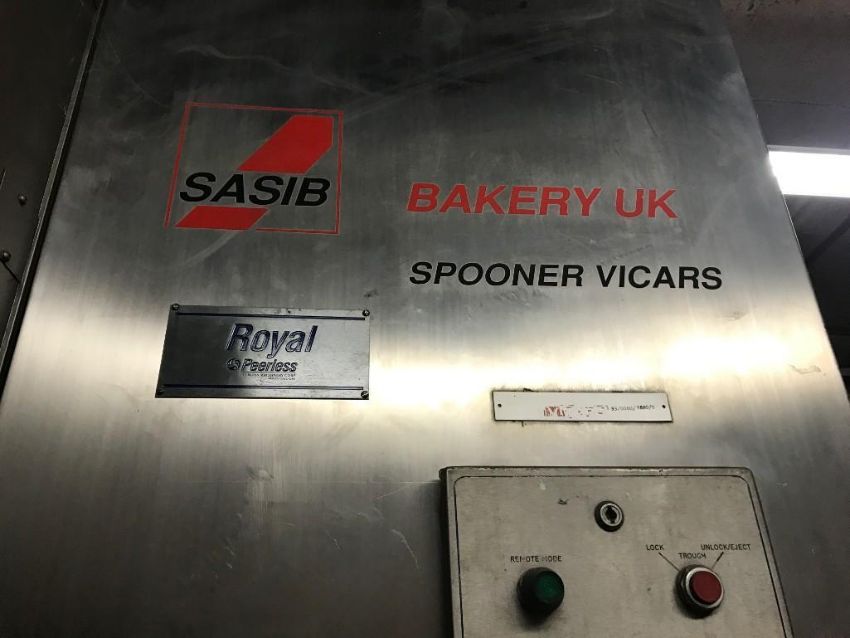 SASIB
BAKERY UK
SPOONER VICARS
Royal
Peerless
REMOTE MODE
LOCK
TROUGH
UNLOCK/EJECT